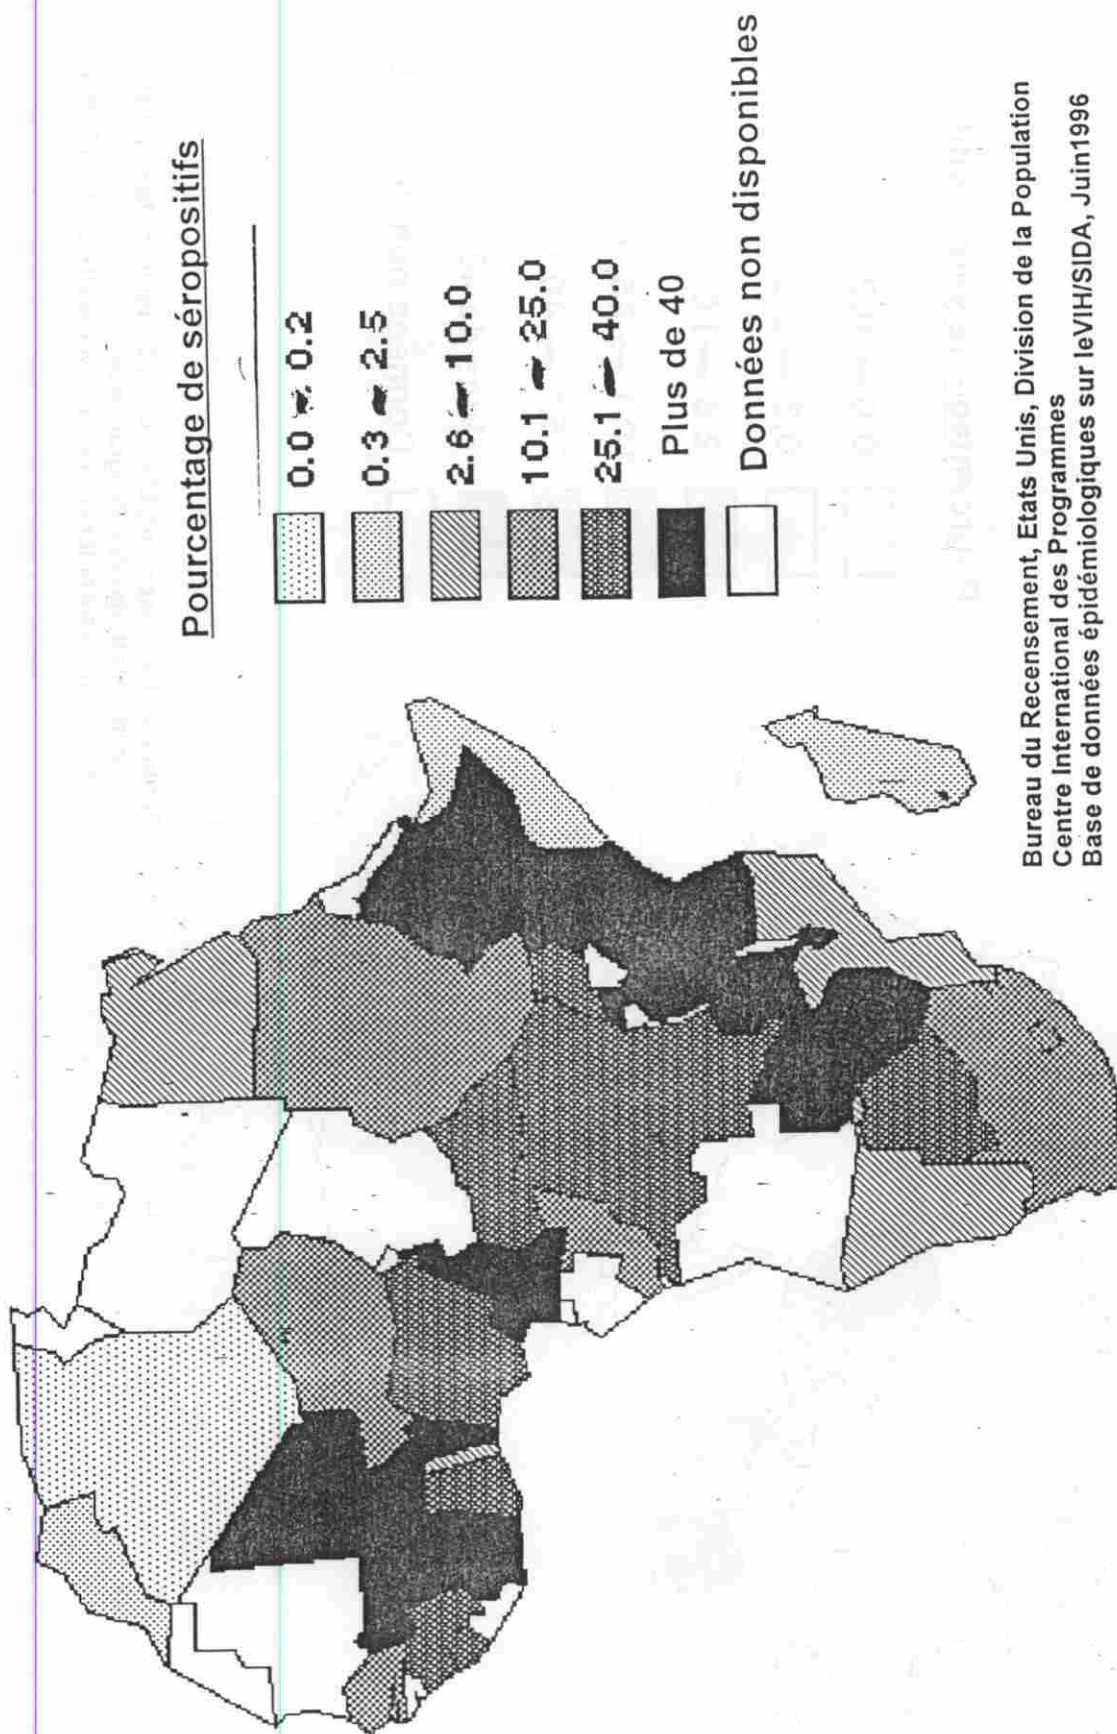 Pourcentage de séropositifs
0.0 - 0.2
0.3 - 2.5
2.6 - 10.0
10.1 - 25.0
25.1 - 40.0
Plus de 40
Données non disponibles
Bureau du Recensement, Etats Unis, Division de la Population
Centre International des Programmes
Base de données épidémiologiques sur leVIH/SIDA, Juin1996